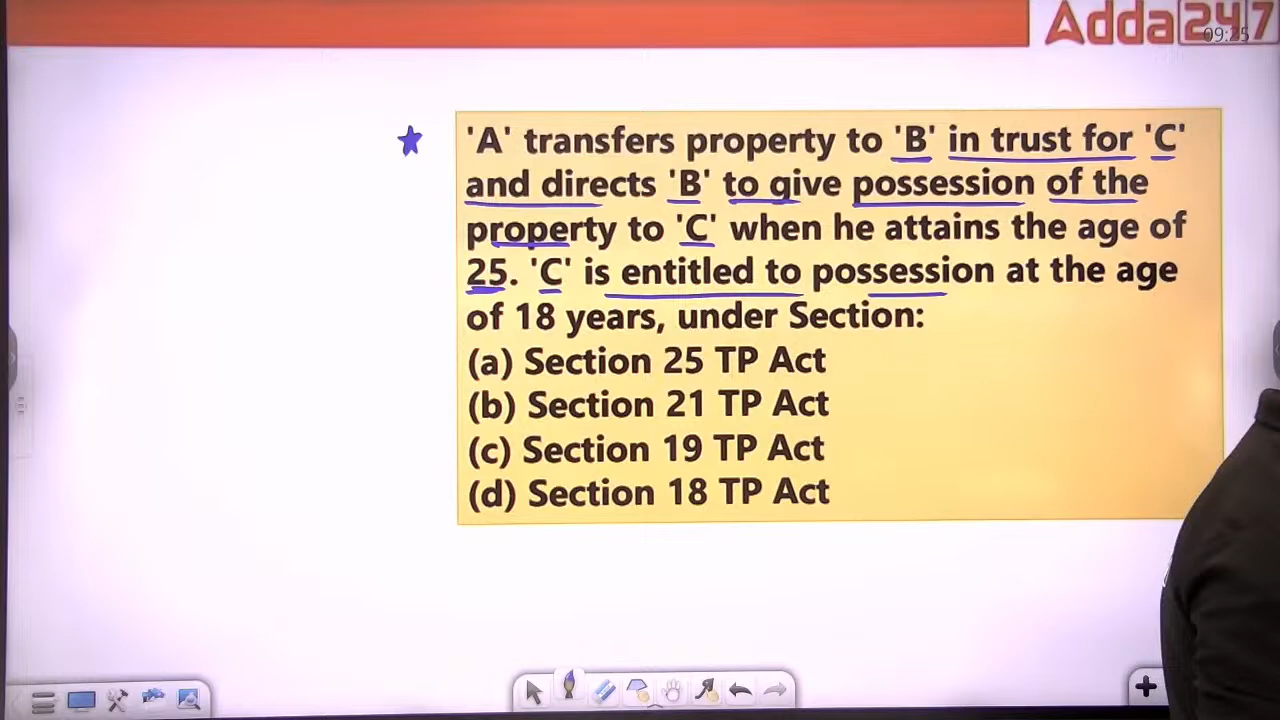 Adda247
09:25
'A' transfers property to 'B' in trust for 'C'
and directs 'B' to give possession of the
property to 'C' when he attains the age of
25. 'C' is entitled to possession at the age
of 18 years, under Section:
(a) Section 25 TP Act
(b) Section 21 TP Act
(c) Section 19 TP Act
(d) Section 18 TP Act